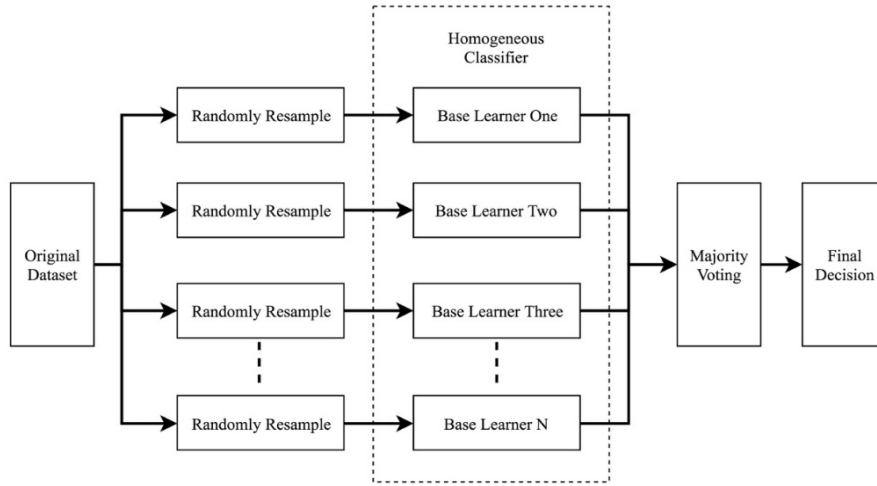 Homogeneous
Classifier
Randomly Resample
Base Learner One
Randomly Resample
Base Learner Two
Original
Dataset
Majority
Voting
Final
Decision
Randomly Resample
Base Learner Three
Randomly Resample
Base Learner N